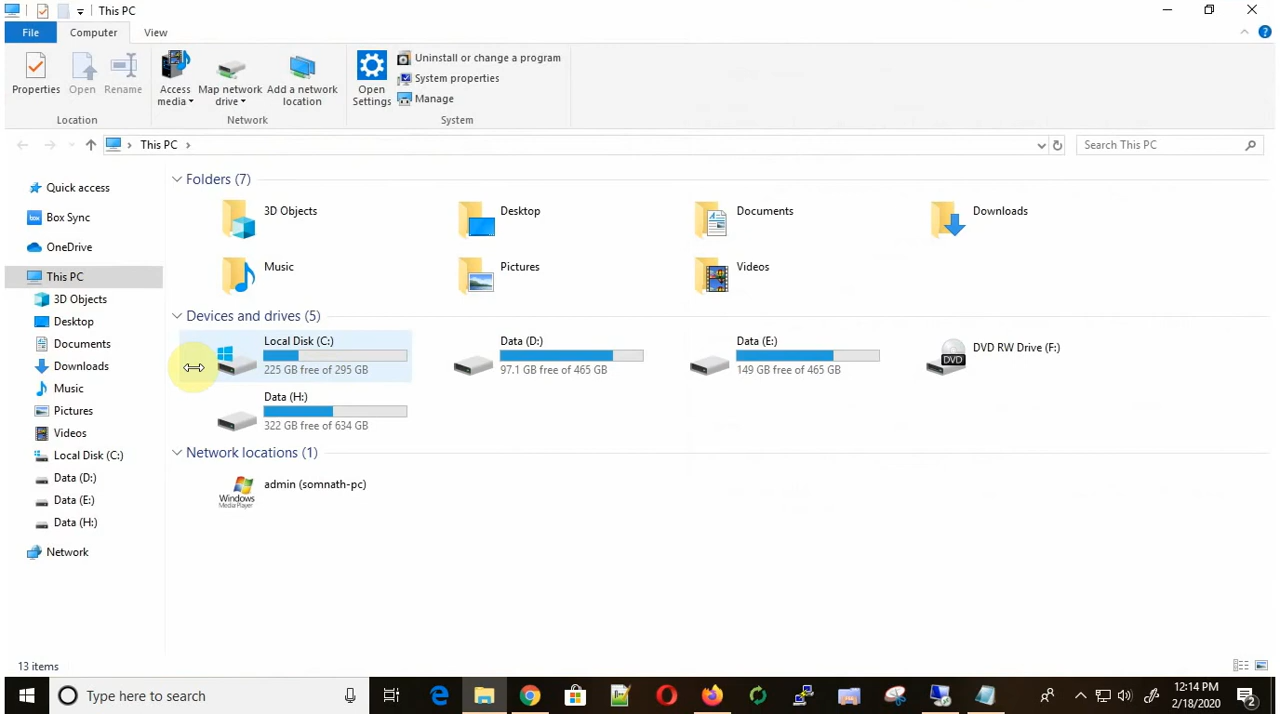 This PC
File
Computer
View
Properties
Open
Rename
Access media
Map network drive
Add a network location
Open Settings
Uninstall or change a program
System properties
Manage
Location
Network
System
This PC
Search This PC
Quick access
Box Sync
OneDrive
This PC
3D Objects
Desktop
Documents
Downloads
Music
Pictures
Videos
Local Disk (C:)
Data (D:)
Data (E:)
Data (H:)
Network
Folders (7)
3D Objects
Desktop
Documents
Downloads
Music
Pictures
Videos
Devices and drives (5)
Local Disk (C:)
225 GB free of 295 GB
Data (D:)
97.1 GB free of 465 GB
Data (E:)
149 GB free of 465 GB
DVD
DVD RW Drive (F:)
Data (H:)
322 GB free of 634 GB
Network locations (1)
admin (somnath-pc)
Windows
Media Player
13 items
Type here to search
12:14 PM
2/18/2020
2